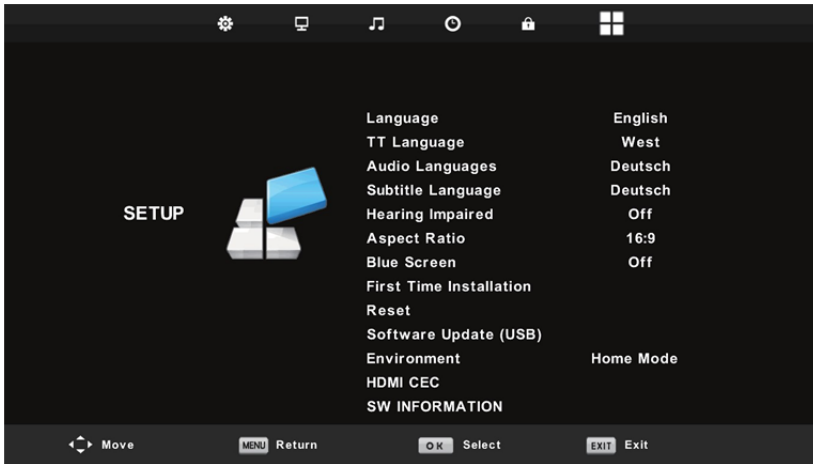 SETUP
Language English
TT Language West
Audio Languages Deutsch
Subtitle Language Deutsch
Hearing Impaired Off
Aspect Ratio 16:9
Blue Screen Off
First Time Installation
Reset
Software Update (USB)
Environment Home Mode
HDMI CEC
SW INFORMATION
Move MENU Return OK Select EXIT Exit